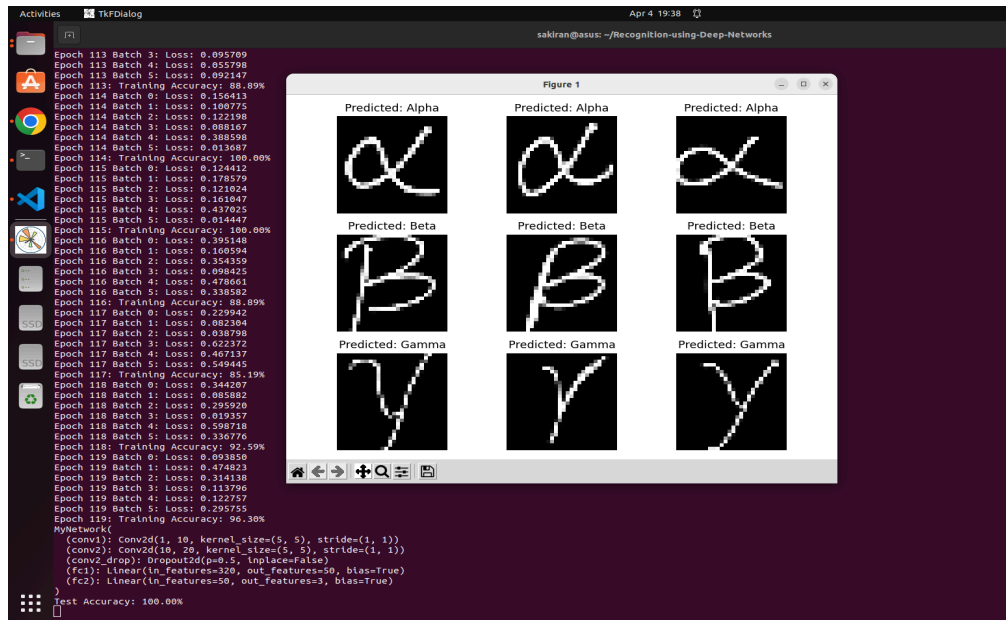 Activities TkFDialog Apr 4 19:38
sakiran@asus: ~/Recognition-using-Deep-Networks
Epoch 113 Batch 3: Loss: 0.095709
Epoch 113 Batch 4: Loss: 0.055798
Epoch 113 Batch 5: Loss: 0.092147
Epoch 113: Training Accuracy: 88.89%
Epoch 114 Batch 0: Loss: 0.156413
Epoch 114 Batch 1: Loss: 0.100775
Epoch 114 Batch 2: Loss: 0.122198
Epoch 114 Batch 3: Loss: 0.088167
Epoch 114 Batch 4: Loss: 0.388598
Epoch 114 Batch 5: Loss: 0.013687
Epoch 114: Training Accuracy: 100.00%
Epoch 115 Batch 0: Loss: 0.124412
Epoch 115 Batch 1: Loss: 0.178579
Epoch 115 Batch 2: Loss: 0.121024
Epoch 115 Batch 3: Loss: 0.161047
Epoch 115 Batch 4: Loss: 0.437025
Epoch 115 Batch 5: Loss: 0.014447
Epoch 115: Training Accuracy: 100.00%
Epoch 116 Batch 0: Loss: 0.395148
Epoch 116 Batch 1: Loss: 0.160594
Epoch 116 Batch 2: Loss: 0.354359
Epoch 116 Batch 3: Loss: 0.098425
Epoch 116 Batch 4: Loss: 0.478661
Epoch 116 Batch 5: Loss: 0.338582
Epoch 116: Training Accuracy: 88.89%
Epoch 117 Batch 0: Loss: 0.229942
Epoch 117 Batch 1: Loss: 0.082304
Epoch 117 Batch 2: Loss: 0.038798
Epoch 117 Batch 3: Loss: 0.622372
Epoch 117 Batch 4: Loss: 0.467137
Epoch 117 Batch 5: Loss: 0.549445
Epoch 117: Training Accuracy: 85.19%
Epoch 118 Batch 0: Loss: 0.344207
Epoch 118 Batch 1: Loss: 0.085882
Epoch 118 Batch 2: Loss: 0.295920
Epoch 118 Batch 3: Loss: 0.019357
Epoch 118 Batch 4: Loss: 0.598718
Epoch 118 Batch 5: Loss: 0.336776
Epoch 118: Training Accuracy: 92.59%
Epoch 119 Batch 0: Loss: 0.093850
Epoch 119 Batch 1: Loss: 0.474823
Epoch 119 Batch 2: Loss: 0.314138
Epoch 119 Batch 3: Loss: 0.113796
Epoch 119 Batch 4: Loss: 0.122757
Epoch 119 Batch 5: Loss: 0.295755
Epoch 119: Training Accuracy: 96.30%
MyNetwork(
(conv1): Conv2d(1, 10, kernel_size=(5, 5), stride=(1, 1))
(conv2): Conv2d(10, 20, kernel_size=(5, 5), stride=(1, 1))
(conv2_drop): Dropout2d(p=0.5, inplace=False)
(fc1): Linear(in_features=320, out_features=50, bias=True)
(fc2): Linear(in_features=50, out_features=3, bias=True)
)
Test Accuracy: 100.00%
Figure 1
Predicted: Alpha Predicted: Alpha Predicted: Alpha
α α α
Predicted: Beta Predicted: Beta Predicted: Beta
β β β
Predicted: Gamma Predicted: Gamma Predicted: Gamma
γ γ γ
SSD
SSD